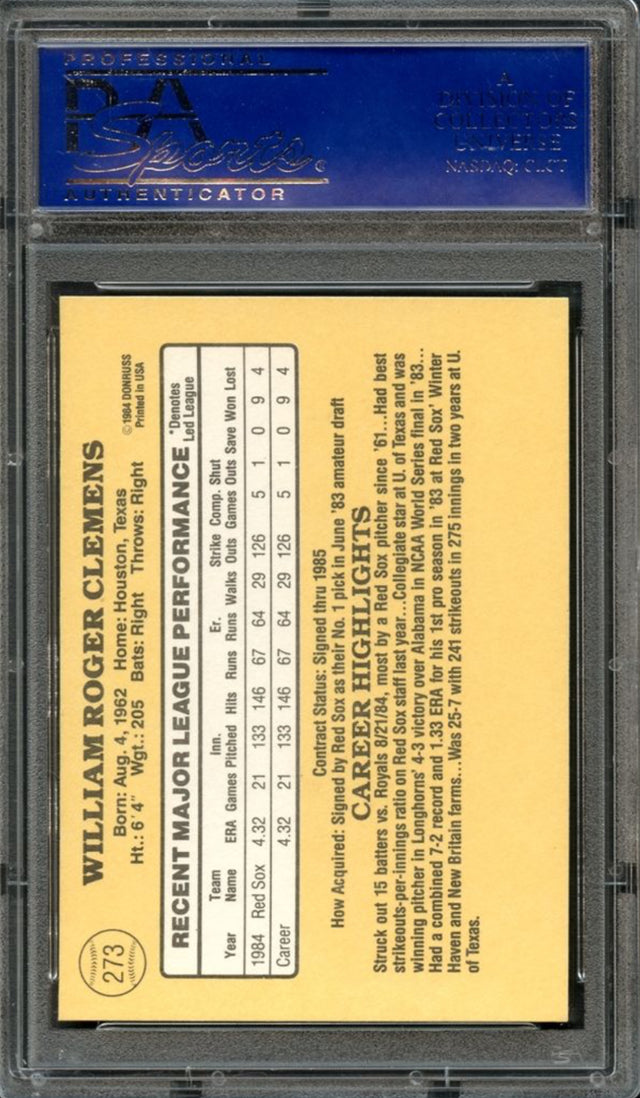 PROFESSIONAL
PSA
Sports
AUTHENTICATOR
A
DIVISION OF
COLLECTORS
UNIVERSE
NASDAQ: CLCT
273
WILLIAM ROGER CLEMENS
Born: Aug. 4, 1962 Home: Houston, Texas
Ht.: 6'4" Wgt.: 205 Bats: Right Throws: Right
©1984 DONRUSS
Printed in USA
RECENT MAJOR LEAGUE PERFORMANCE *Denotes Led League
Team Inn. Er. Strike Comp. Shut
Year Name ERA Games Pitched Hits Runs Runs Walks Outs Games Outs Save Won Lost
1984 Red Sox 4.32 21 133 146 67 64 29 126 5 1 0 9 4
Career 4.32 21 133 146 67 64 29 126 5 1 0 9 4
Contract Status: Signed thru 1985
How Acquired: Signed by Red Sox as their No. 1 pick in June '83 amateur draft
CAREER HIGHLIGHTS
Struck out 15 batters vs. Royals 8/21/84, most by a Red Sox pitcher since '61...Had best
strikeouts-per-innings ratio on Red Sox staff last year...Collegiate star at U. of Texas and was
winning pitcher in Longhorns' 4-3 victory over Alabama in NCAA World Series final in '83...
Had a combined 7-2 record and 1.33 ERA for his 1st pro season in '83 at Red Sox' Winter
Haven and New Britain farms...Was 25-7 with 241 strikeouts in 275 innings in two years at U.
of Texas.